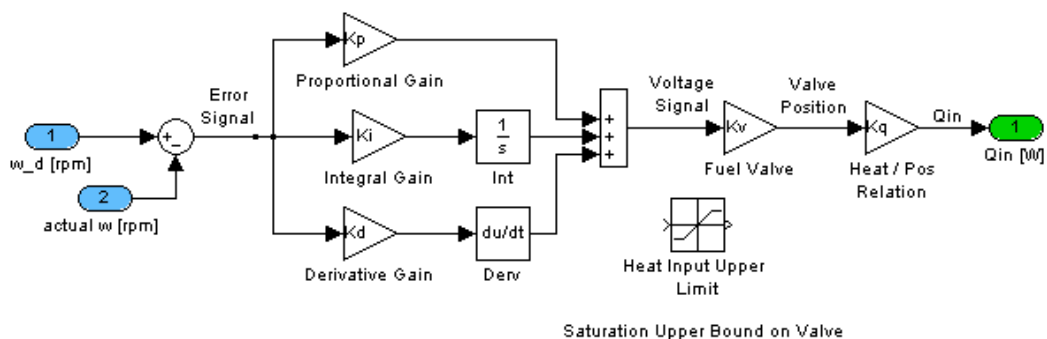 Kp
Proportional Gain
Error
Signal
1
w_d [rpm]
+
-
2
actual w [rpm]
Ki
Integral Gain
1
s
Int
Kd
Derivative Gain
du/dt
Derv
+
+
+
Voltage
Signal
Kv
Fuel Valve
Valve
Position
Kq
Heat / Pos
Relation
Qin
1
Qin [W]
Heat Input Upper
Limit
Saturation Upper Bound on Valve